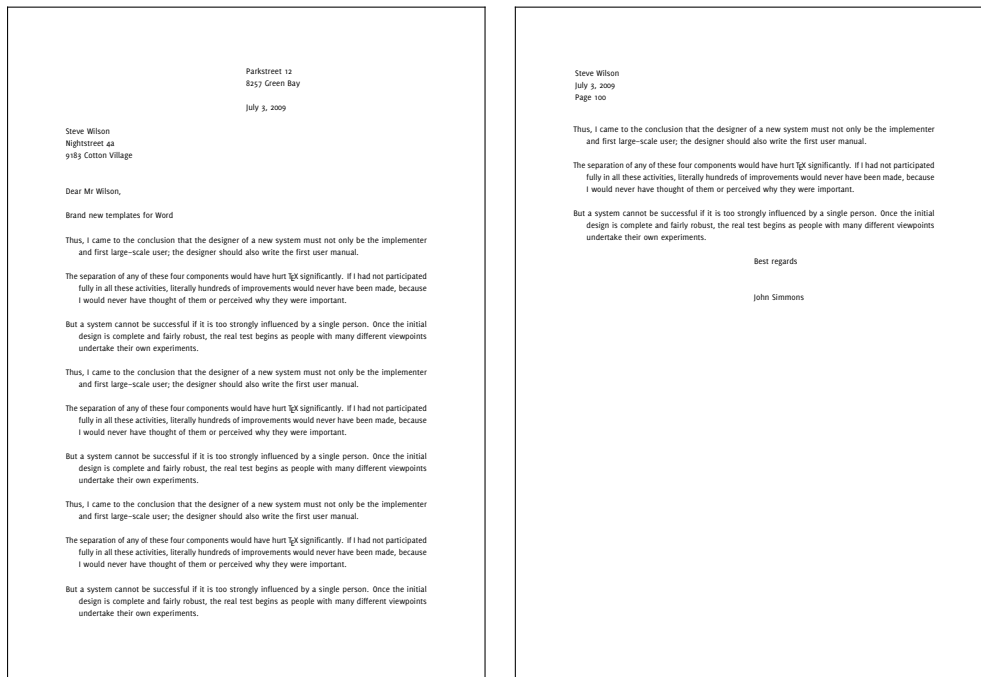 Parkstreet 12
8257 Green Bay
July 3, 2009
Steve Wilson
Nightstreet 4a
9183 Cotton Village
Dear Mr Wilson,
Brand new templates for Word
Thus, I came to the conclusion that the designer of a new system must not only be the implementer
and first large-scale user; the designer should also write the first user manual.
The separation of any of these four components would have hurt TEX significantly. If I had not participated
fully in all these activities, literally hundreds of improvements would never have been made, because
I would never have thought of them or perceived why they were important.
But a system cannot be successful if it is too strongly influenced by a single person. Once the initial
design is complete and fairly robust, the real test begins as people with many different viewpoints
undertake their own experiments.
Thus, I came to the conclusion that the designer of a new system must not only be the implementer
and first large-scale user; the designer should also write the first user manual.
The separation of any of these four components would have hurt TEX significantly. If I had not participated
fully in all these activities, literally hundreds of improvements would never have been made, because
I would never have thought of them or perceived why they were important.
But a system cannot be successful if it is too strongly influenced by a single person. Once the initial
design is complete and fairly robust, the real test begins as people with many different viewpoints
undertake their own experiments.
Thus, I came to the conclusion that the designer of a new system must not only be the implementer
and first large-scale user; the designer should also write the first user manual.
The separation of any of these four components would have hurt TEX significantly. If I had not participated
fully in all these activities, literally hundreds of improvements would never have been made, because
I would never have thought of them or perceived why they were important.
But a system cannot be successful if it is too strongly influenced by a single person. Once the initial
design is complete and fairly robust, the real test begins as people with many different viewpoints
undertake their own experiments.
Steve Wilson
July 3, 2009
Page 100
Thus, I came to the conclusion that the designer of a new system must not only be the implementer
and first large-scale user; the designer should also write the first user manual.
The separation of any of these four components would have hurt TEX significantly. If I had not participated
fully in all these activities, literally hundreds of improvements would never have been made, because
I would never have thought of them or perceived why they were important.
But a system cannot be successful if it is too strongly influenced by a single person. Once the initial
design is complete and fairly robust, the real test begins as people with many different viewpoints
undertake their own experiments.
Best regards
John Simmons